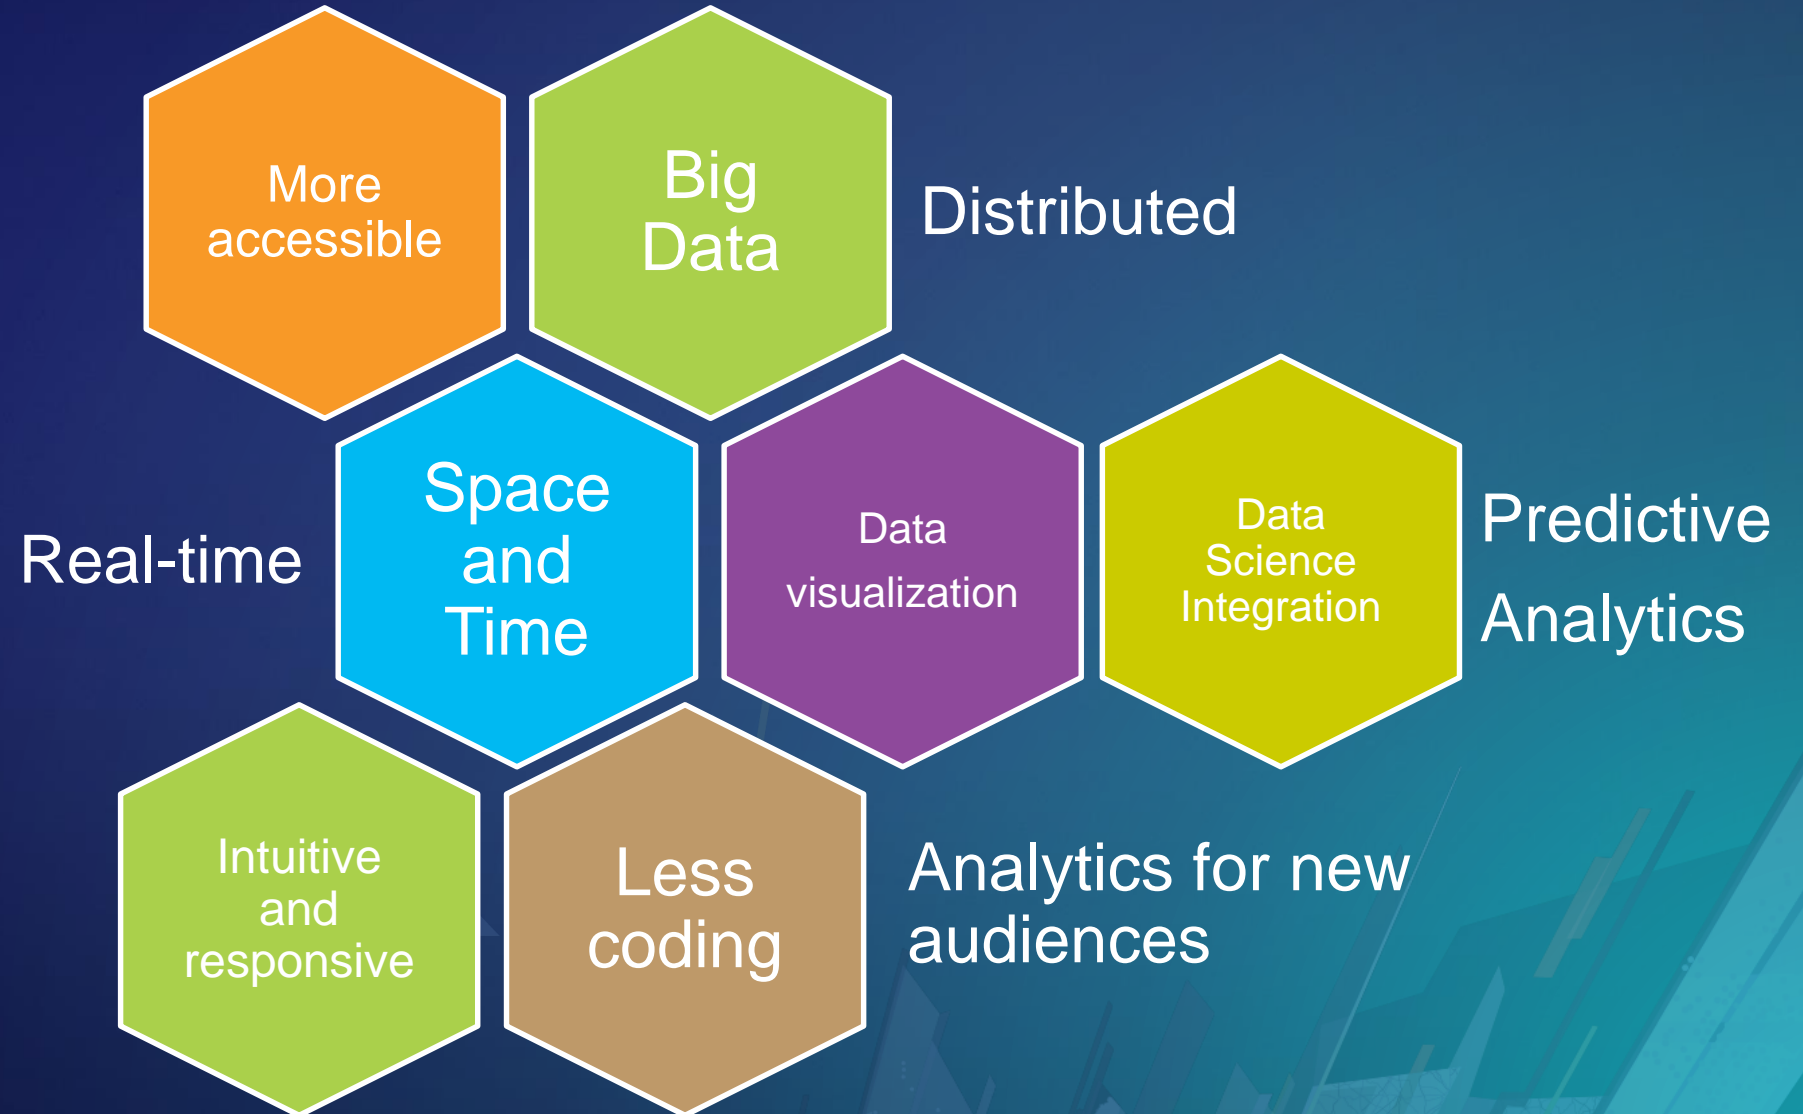 More
accessible
Big
Data
Distributed
Real-time
Space
and
Time
Data
visualization
Data
Science
Integration
Predictive
Analytics
Intuitive
and
responsive
Less
coding
Analytics for new
audiences